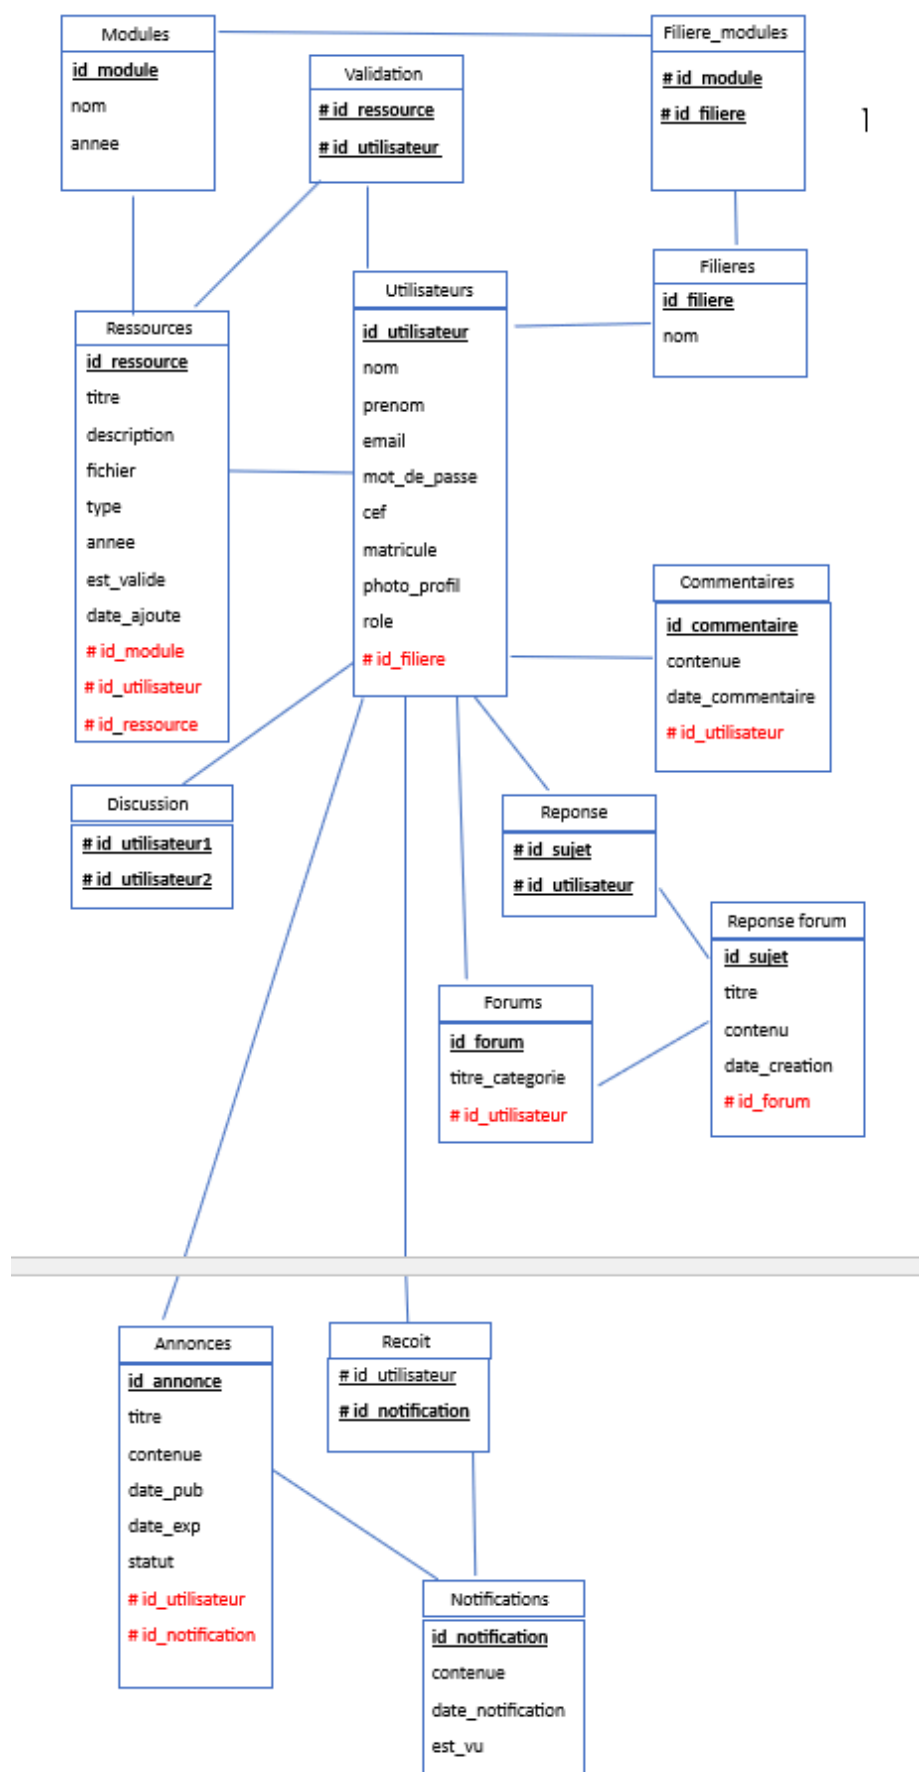 Modules
id_module
nom
annee
Validation
# id_ressource
# id_utilisateur
Filiere_modules
# id_module
# id_filiere
1
Filieres
id_filiere
nom
Utilisateurs
id_utilisateur
nom
prenom
email
mot_de_passe
cef
matricule
photo_profil
role
# id_filiere
Ressources
id_ressource
titre
description
fichier
type
annee
est_valide
date_ajoute
# id_module
# id_utilisateur
# id_ressource
Commentaires
id_commentaire
contenue
date_commentaire
# id_utilisateur
Discussion
# id_utilisateur1
# id_utilisateur2
Reponse
# id_sujet
# id_utilisateur
Reponse forum
id_sujet
titre
contenu
date_creation
# id_forum
Forums
id_forum
titre_categorie
# id_utilisateur
Annonces
id_annonce
titre
contenue
date_pub
date_exp
statut
# id_utilisateur
# id_notification
Recoit
# id_utilisateur
# id_notification
Notifications
id_notification
contenue
date_notification
est_vu